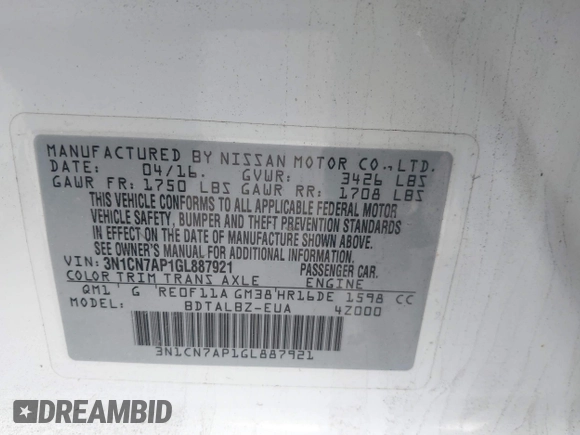 MANUFACTURED BY NISSAN MOTOR CO., LTD.
DATE: 04/16. GVWR: 3426 LBS
GAWR FR: 1750 LBS GAWR RR: 1708 LBS
THIS VEHICLE CONFORMS TO ALL APPLICABLE FEDERAL MOTOR
VEHICLE SAFETY, BUMPER AND THEFT PREVENTION STANDARDS
IN EFFECT ON THE DATE OF MANUFACTURE SHOWN ABOVE.
SEE OWNER'S MANUAL FOR ADDITIONAL INFORMATION
VIN: 3N1CN7AP1GL887921 PASSENGER CAR.
COLOR TRIM TRANS AXLE ENGINE
QM1' G 'RE0F11A GM38'HR16DE 1598 CC
MODEL: BDTALBZ-EUA 4Z000
3N1CN7AP1GL887921
DREAMBID
DREAMBID.COM